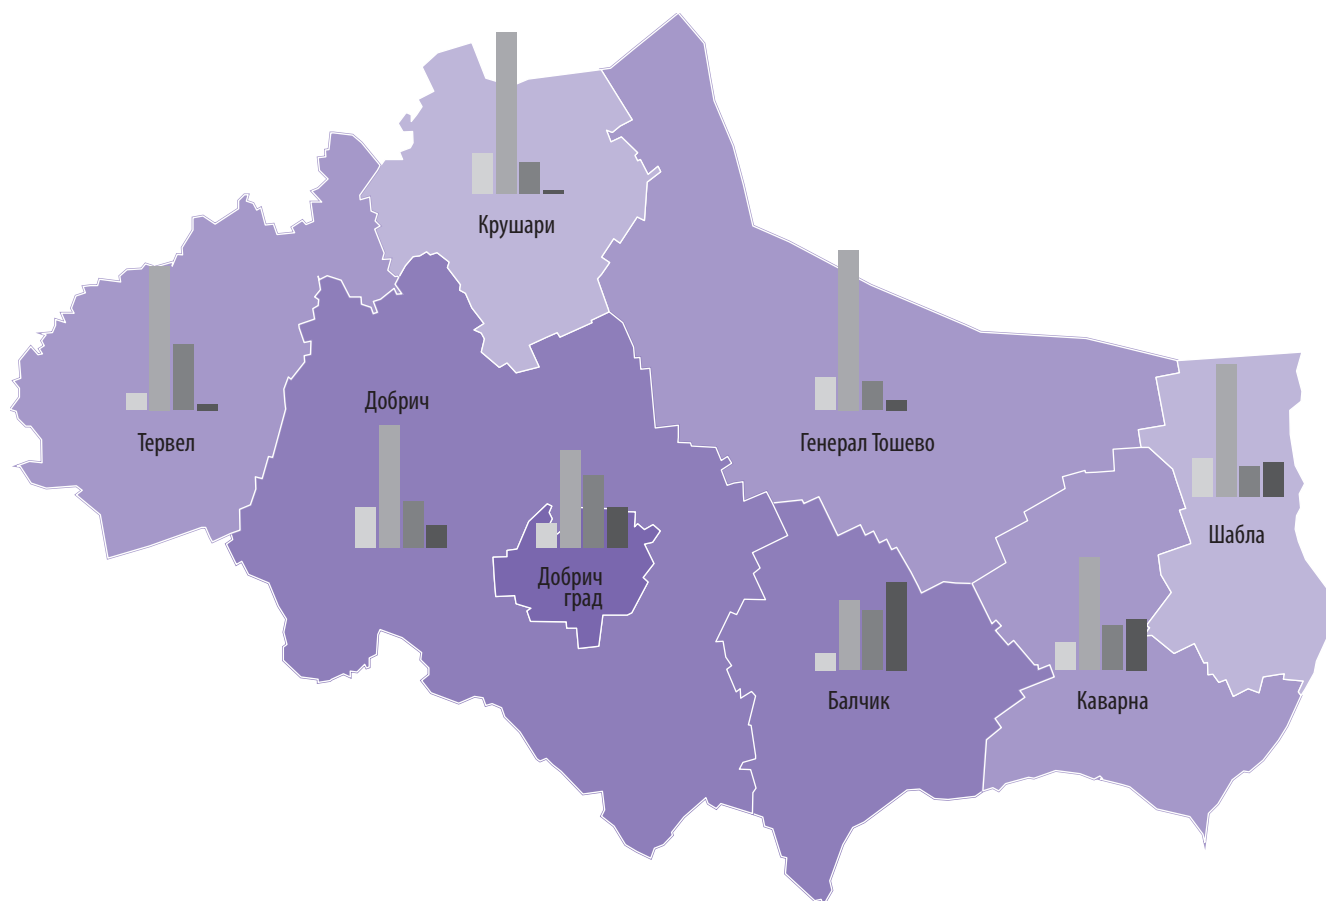 Крушари
Добрич
Тервел
Генерал Тошево
Шабла
Добрич
град
Балчик
Каварна